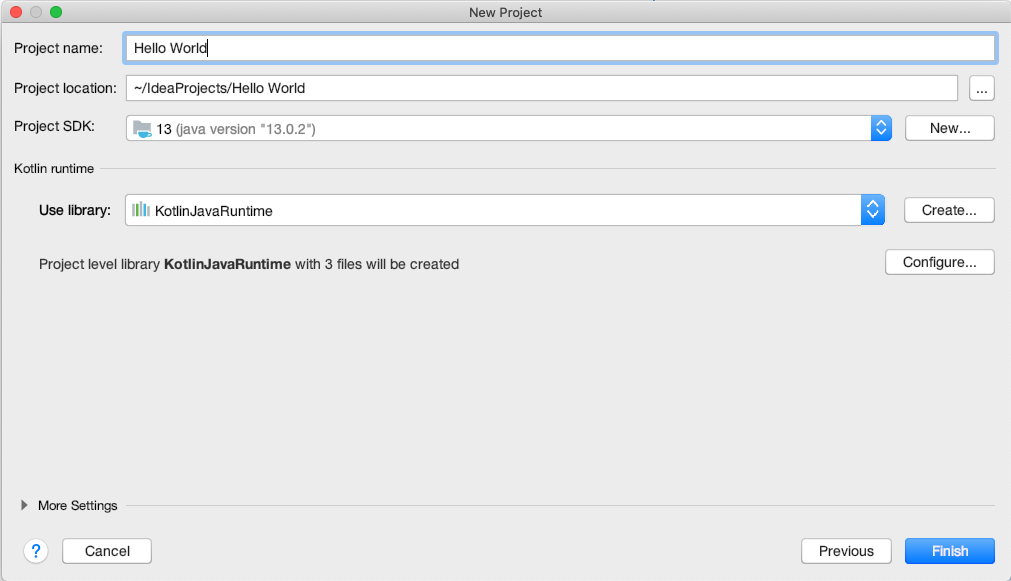 New Project
Project name: Hello World
Project location: ~/IdeaProjects/Hello World ...
Project SDK: 13 (java version "13.0.2") New...
Kotlin runtime
Use library: KotlinJavaRuntime Create...
Project level library KotlinJavaRuntime with 3 files will be created Configure...
More Settings
? Cancel Previous Finish